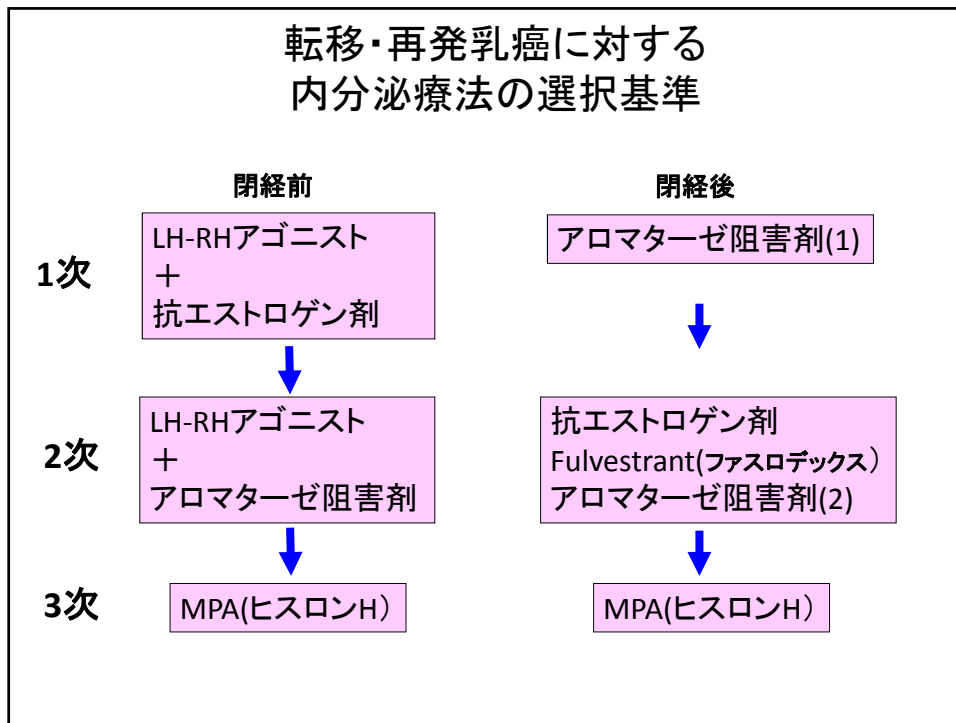 転移・再発乳癌に対する
内分泌療法の選択基準
閉経前
閉経後
1次
LH-RHアゴニスト
＋
抗エストロゲン剤
アロマターゼ阻害剤(1)
2次
LH-RHアゴニスト
＋
アロマターゼ阻害剤
抗エストロゲン剤
Fulvestrant(ファスロデックス）
アロマターゼ阻害剤(2)
3次
MPA(ヒスロンH）
MPA(ヒスロンH）